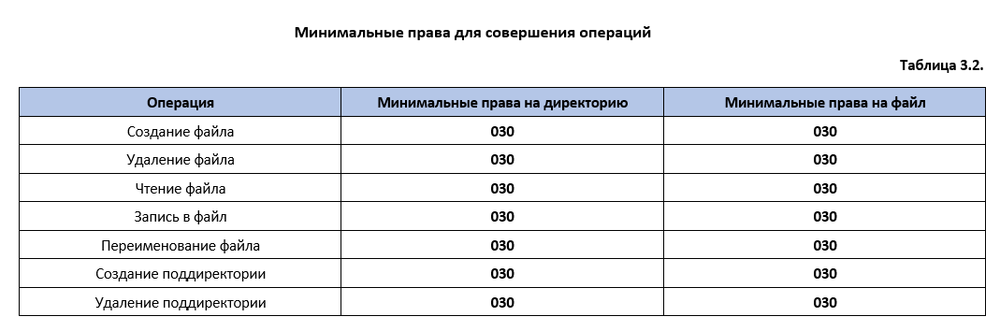 Минимальные права для совершения операций
Таблица 3.2.
Операция Минимальные права на директорию Минимальные права на файл
Создание файла 030 030
Удаление файла 030 030
Чтение файла 030 030
Запись в файл 030 030
Переименование файла 030 030
Создание поддиректории 030 030
Удаление поддиректории 030 030